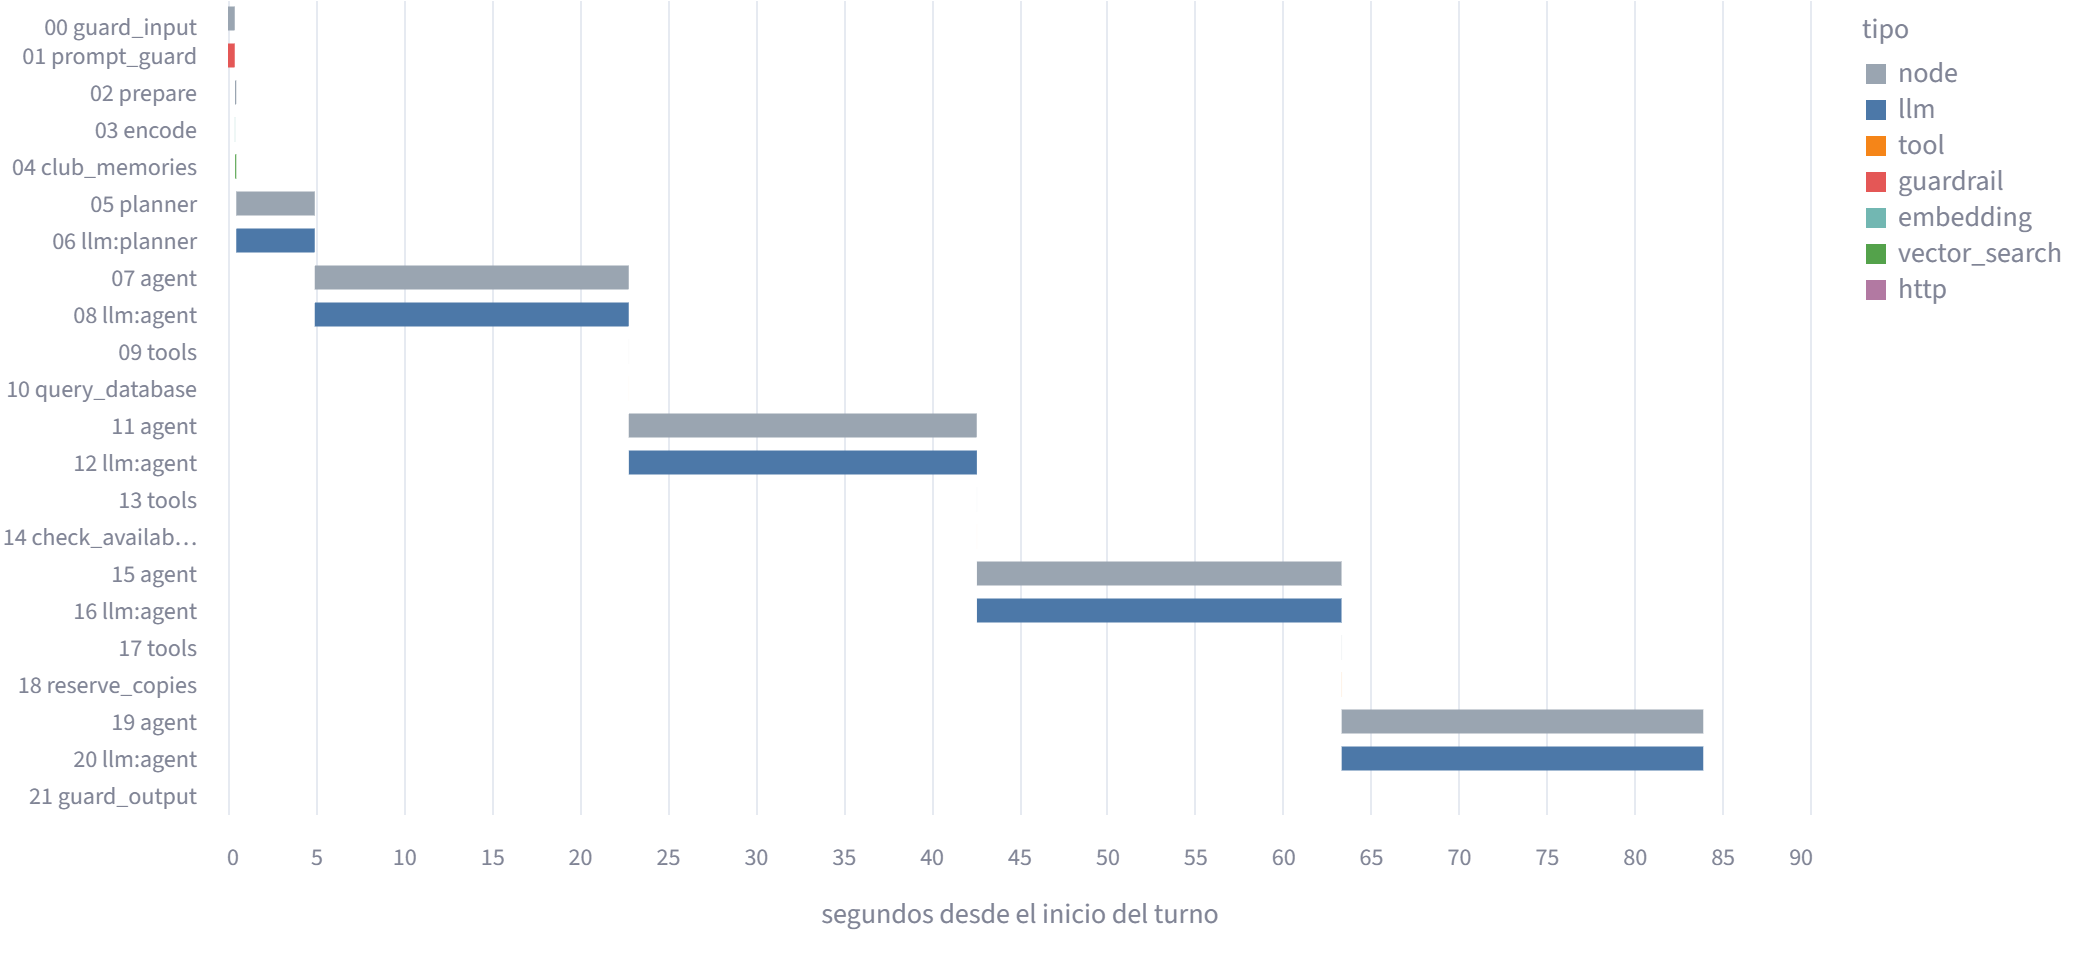 00 guard_input
01 prompt_guard
02 prepare
03 encode
04 club_memories
05 planner
06 llm:planner
07 agent
08 llm:agent
09 tools
10 query_database
11 agent
12 llm:agent
13 tools
14 check_availab…
15 agent
16 llm:agent
17 tools
18 reserve_copies
19 agent
20 llm:agent
21 guard_output
0 5 10 15 20 25 30 35 40 45 50 55 60 65 70 75 80 85 90
segundos desde el inicio del turno
tipo
node
llm
tool
guardrail
embedding
vector_search
http